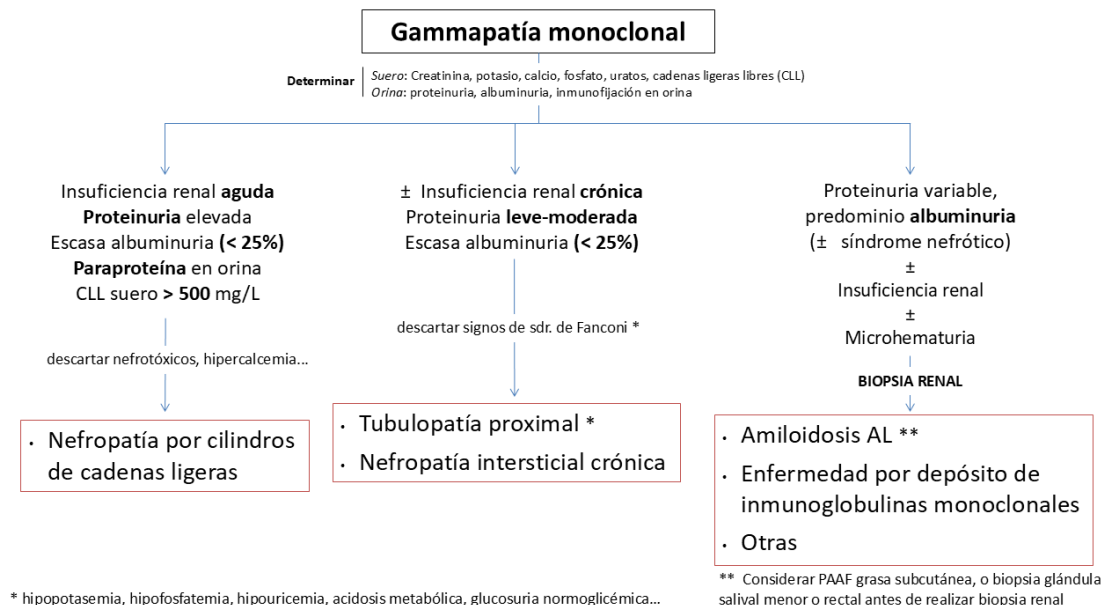 Gammapatía monoclonal
Determinar
Suero: Creatinina, potasio, calcio, fosfato, uratos, cadenas ligeras libres (CLL)
Orina: proteinuria, albuminuria, inmunofijación en orina
Insuficiencia renal aguda
Proteinuria elevada
Escasa albuminuria (< 25%)
Paraproteína en orina
CLL suero > 500 mg/L
descartar nefrotóxicos, hipercalcemia...
· Nefropatía por cilindros
de cadenas ligeras
± Insuficiencia renal crónica
Proteinuria leve-moderada
Escasa albuminuria (< 25%)
descartar signos de sdr. de Fanconi *
· Tubulopatía proximal *
· Nefropatía intersticial crónica
Proteinuria variable,
predominio albuminuria
(± síndrome nefrótico)
±
Insuficiencia renal
±
Microhematuria
BIOPSIA RENAL
· Amiloidosis AL **
· Enfermedad por depósito de
inmunoglobulinas monoclonales
· Otras
* hipopotasemia, hipofosfatemia, hipouricemia, acidosis metabólica, glucosuria normoglicémica...
** Considerar PAAF grasa subcutánea, o biopsia glándula
salival menor o rectal antes de realizar biopsia renal